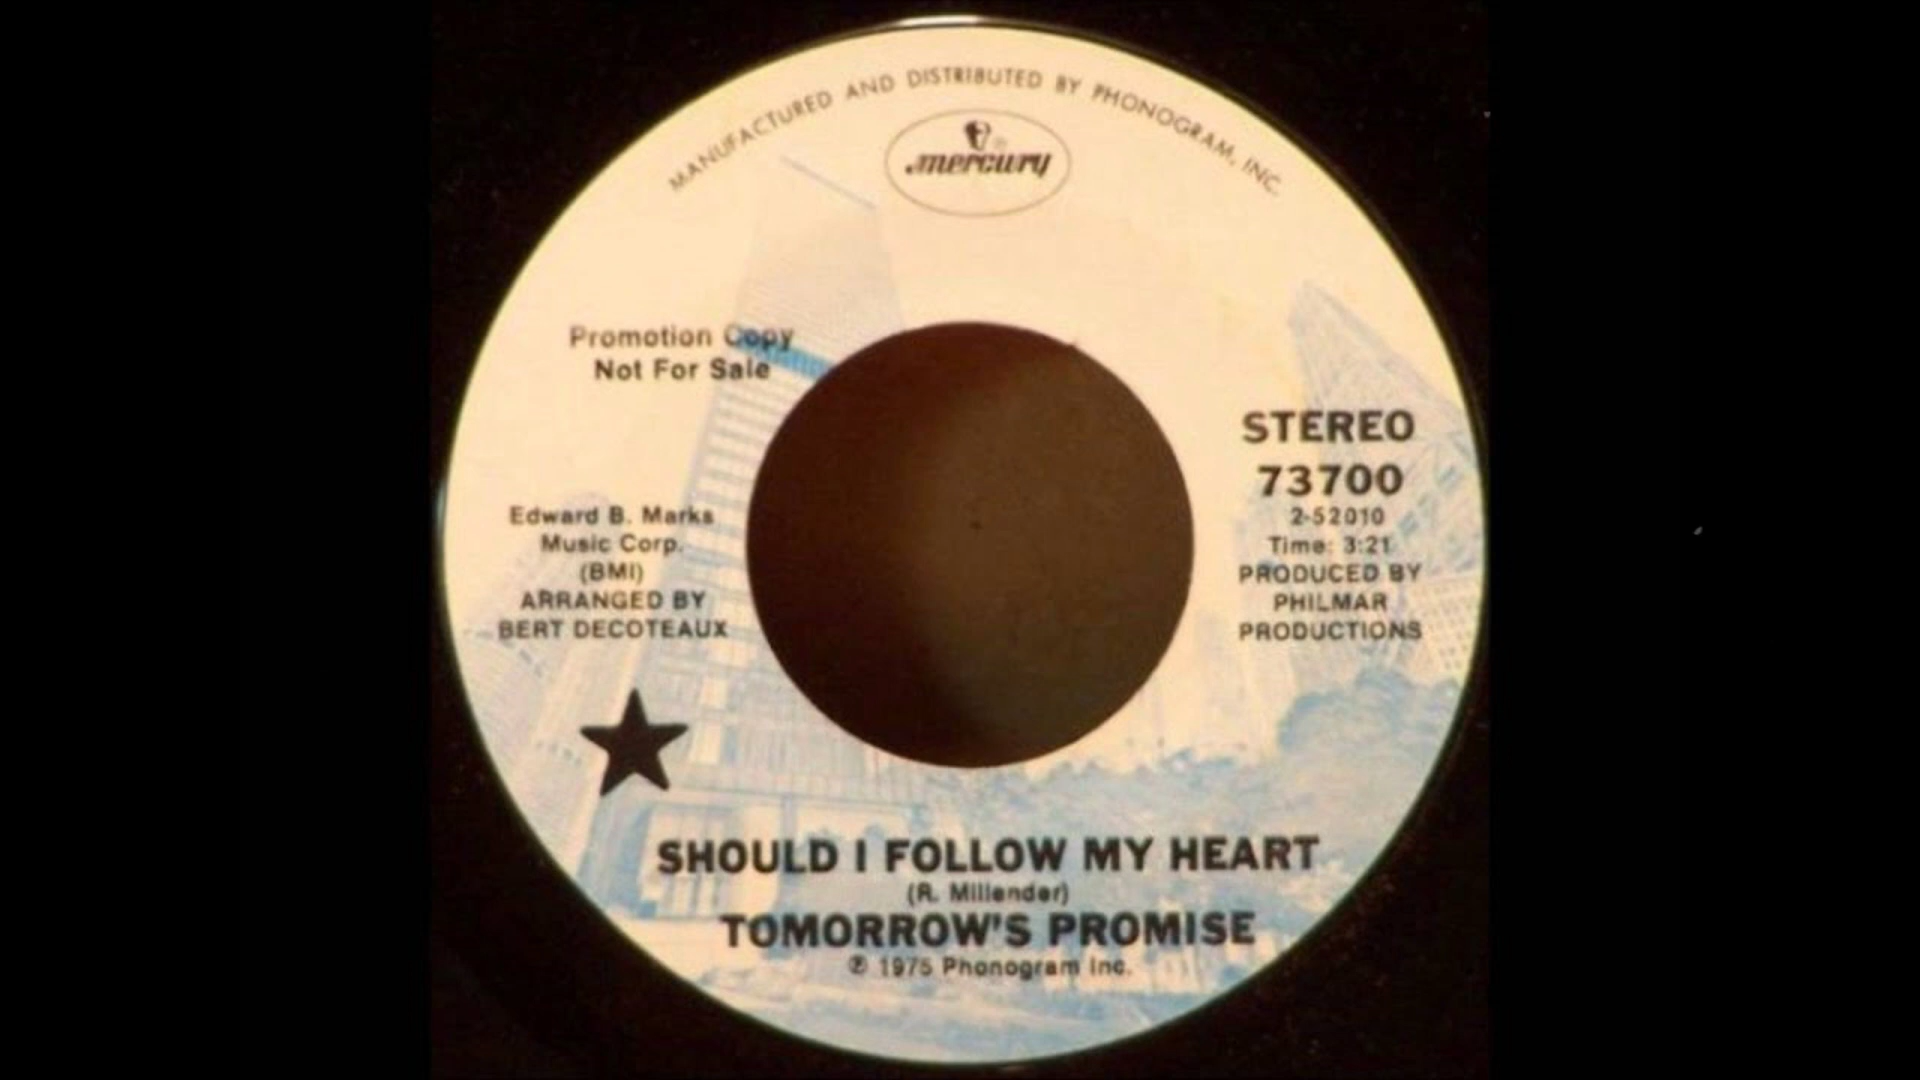 MANUFACTURED AND DISTRIBUTED BY PHONOGRAM, INC.
mercury
Promotion Copy
Not For Sale
STEREO
73700
2-52010
Time: 3:21
PRODUCED BY
PHILMAR
PRODUCTIONS
Edward B. Marks
Music Corp.
(BMI)
ARRANGED BY
BERT DECOTEAUX
SHOULD I FOLLOW MY HEART
(R. Millender)
TOMORROW'S PROMISE
℗ 1975 Phonogram Inc.